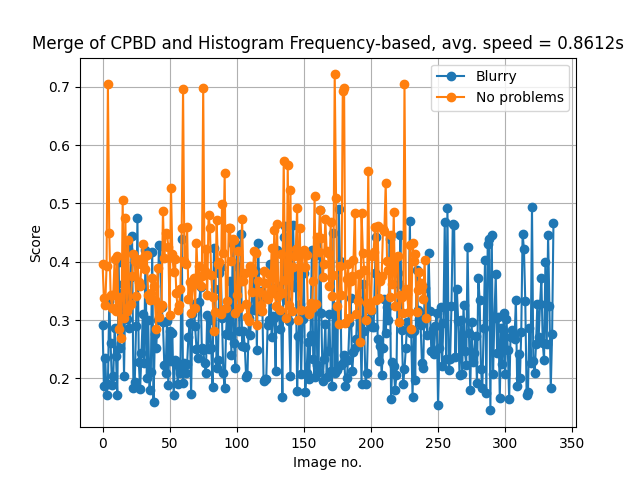 Merge of CPBD and Histogram Frequency-based, avg. speed = 0.8612s
Blurry
No problems
0.7
0.6
0.5
0.4
0.3
0.2
Score
0 50 100 150 200 250 300 350
Image no.